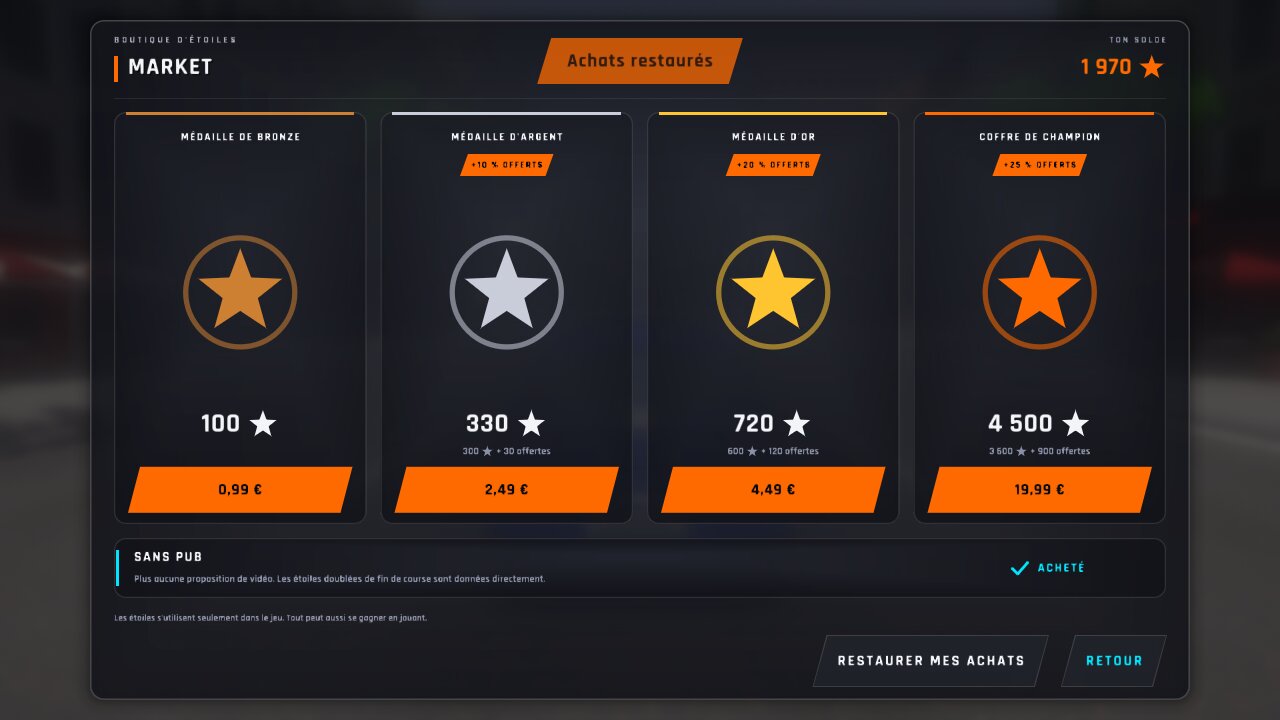 BOUTIQUE D'ÉTOILES
MARKET
Achats restaurés
TON SOLDE
1 970
MÉDAILLE DE BRONZE
100
0,99 €
MÉDAILLE D'ARGENT
+10 % OFFERTS
330
300 ★ + 30 offertes
2,49 €
MÉDAILLE D'OR
+20 % OFFERTS
720
600 ★ + 120 offertes
4,49 €
COFFRE DE CHAMPION
+25 % OFFERTS
4 500
3 600 ★ + 900 offertes
19,99 €
SANS PUB
Plus aucune proposition de vidéo. Les étoiles doublées de fin de course sont données directement.
ACHETÉ
Les étoiles s'utilisent seulement dans le jeu. Tout peut aussi se gagner en jouant.
RESTAURER MES ACHATS
RETOUR